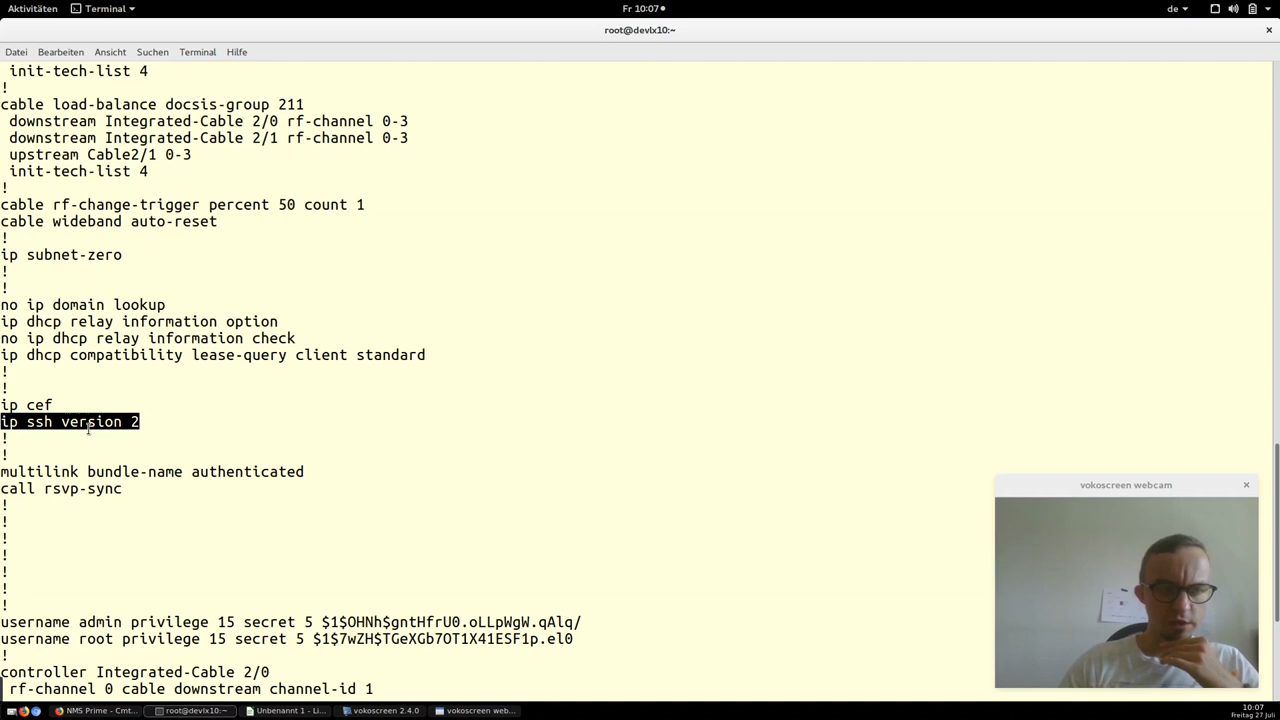 Aktivitäten
Terminal
Fr 10:07
de
root@devlx10:~
Datei Bearbeiten Ansicht Suchen Terminal Hilfe
init-tech-list 4
!
cable load-balance docsis-group 211
downstream Integrated-Cable 2/0 rf-channel 0-3
downstream Integrated-Cable 2/1 rf-channel 0-3
upstream Cable2/1 0-3
init-tech-list 4
!
cable rf-change-trigger percent 50 count 1
cable wideband auto-reset
!
ip subnet-zero
!
!
no ip domain lookup
ip dhcp relay information option
no ip dhcp relay information check
ip dhcp compatibility lease-query client standard
!
!
ip cef
ip ssh version 2
!
!
multilink bundle-name authenticated
call rsvp-sync
!
!
!
!
!
!
!
username admin privilege 15 secret 5 $1$OHNh$gntHfrU0.oLLpWgW.qAlq/
username root privilege 15 secret 5 $1$7wZH$TGeXGb7OT1X41ESF1p.el0
!
controller Integrated-Cable 2/0
rf-channel 0 cable downstream channel-id 1
vokoscreen webcam
NMS Prime - Cmt...
root@devlx10:~
Unbenannt 1 - Li...
vokoscreen 2.4.0
vokoscreen web...
10:07
Freitag 27 Juli